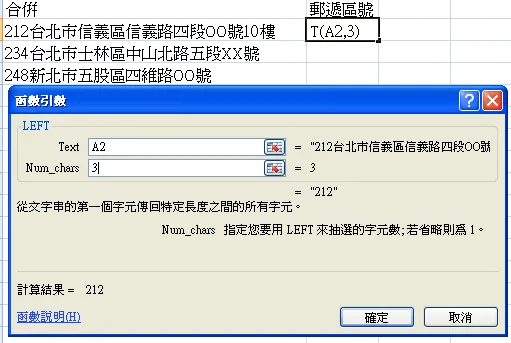 合併 郵遞區號
212台北市信義區信義路四段OO號10樓 T(A2,3)
234台北市士林區中山北路五段XX號
248新北市五股區四維路OO號
函數引數
LEFT
Text A2 = "212台北市信義區信義路四段OO號
Num_chars 3 = 3
= "212"
從文字串的第一個字元傳回特定長度之間的所有字元。
Num_chars 指定您要用 LEFT 來抽選的字元數;若省略則為 1。
計算結果 = 212
函數說明(H) 確定 取消